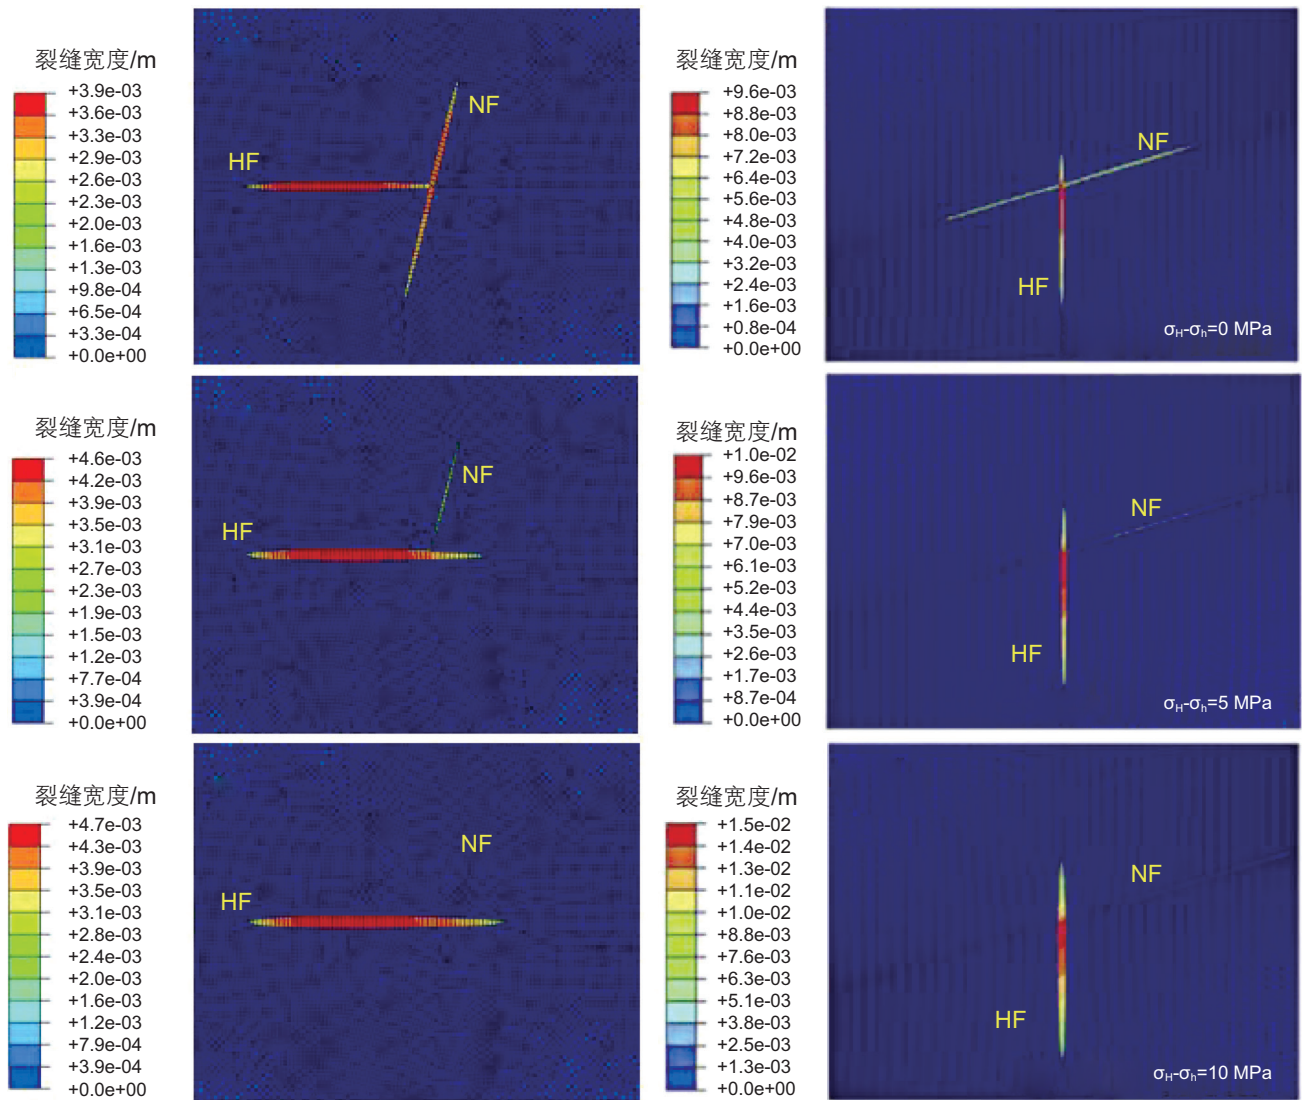 裂缝宽度/m
+3.9e-03
+3.6e-03
+3.3e-03
+2.9e-03
+2.6e-03
+2.3e-03
+2.0e-03
+1.6e-03
+1.3e-03
+9.8e-04
+6.5e-04
+3.3e-04
+0.0e+00
HF
NF
裂缝宽度/m
+9.6e-03
+8.8e-03
+8.0e-03
+7.2e-03
+6.4e-03
+5.6e-03
+4.8e-03
+4.0e-03
+3.2e-03
+2.4e-03
+1.6e-03
+0.8e-04
+0.0e+00
NF
HF
σH-σh=0 MPa
裂缝宽度/m
+4.6e-03
+4.2e-03
+3.9e-03
+3.5e-03
+3.1e-03
+2.7e-03
+2.3e-03
+1.9e-03
+1.5e-03
+1.2e-03
+7.7e-04
+3.9e-04
+0.0e+00
NF
HF
裂缝宽度/m
+1.0e-02
+9.6e-03
+8.7e-03
+7.9e-03
+7.0e-03
+6.1e-03
+5.2e-03
+4.4e-03
+3.5e-03
+2.6e-03
+1.7e-03
+8.7e-04
+0.0e+00
NF
HF
σH-σh=5 MPa
裂缝宽度/m
+4.7e-03
+4.3e-03
+3.9e-03
+3.5e-03
+3.1e-03
+2.8e-03
+2.4e-03
+2.0e-03
+1.6e-03
+1.2e-03
+7.9e-04
+3.9e-04
+0.0e+00
NF
HF
裂缝宽度/m
+1.5e-02
+1.4e-02
+1.3e-02
+1.1e-02
+1.0e-02
+8.8e-03
+7.6e-03
+6.3e-03
+5.1e-03
+3.8e-03
+2.5e-03
+1.3e-03
+0.0e+00
NF
HF
σH-σh=10 MPa